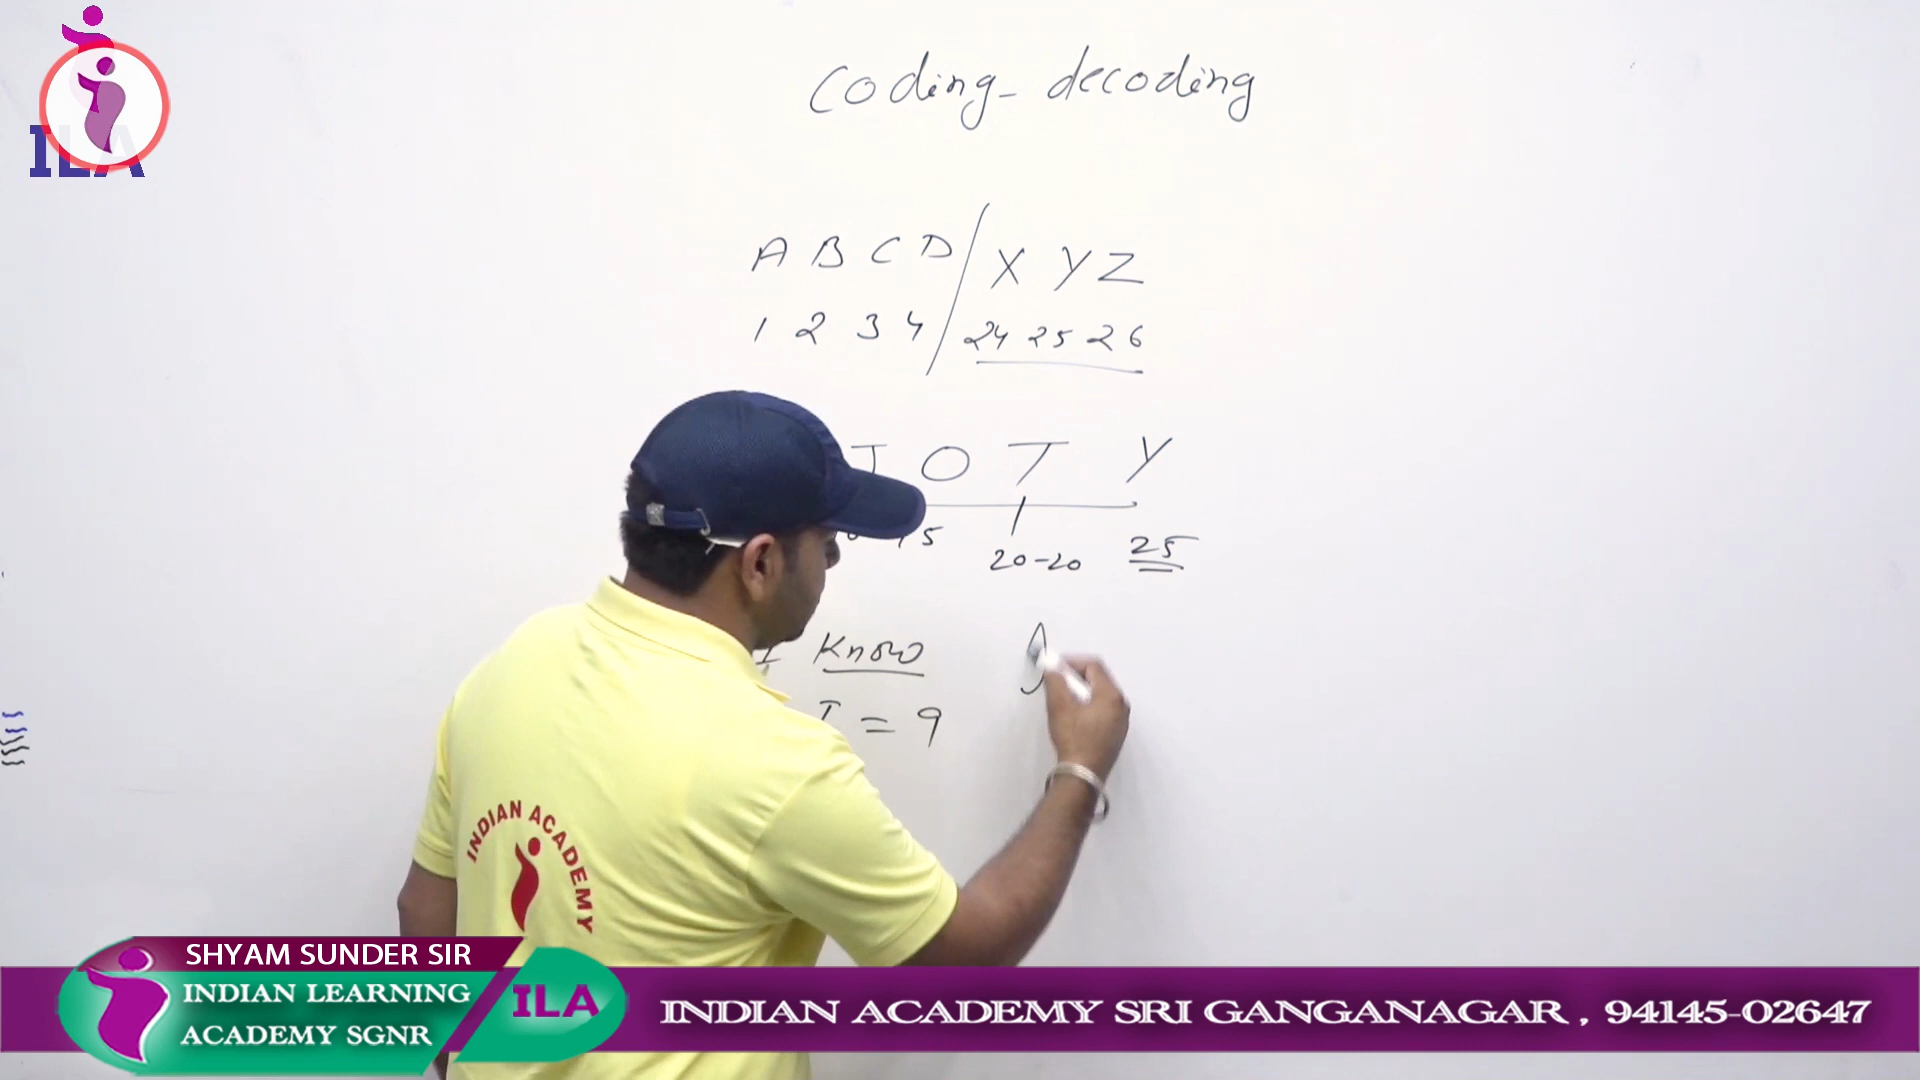 ILA
Coding - decoding
A B C D / X Y Z
1 2 3 4 / 24 25 26
J O T Y
15 20-20 25
I Know
I = 9
INDIAN ACADEMY
SHYAM SUNDER SIR
INDIAN LEARNING
ACADEMY SGNR
ILA
INDIAN ACADEMY SRI GANGANAGAR , 94145-02647